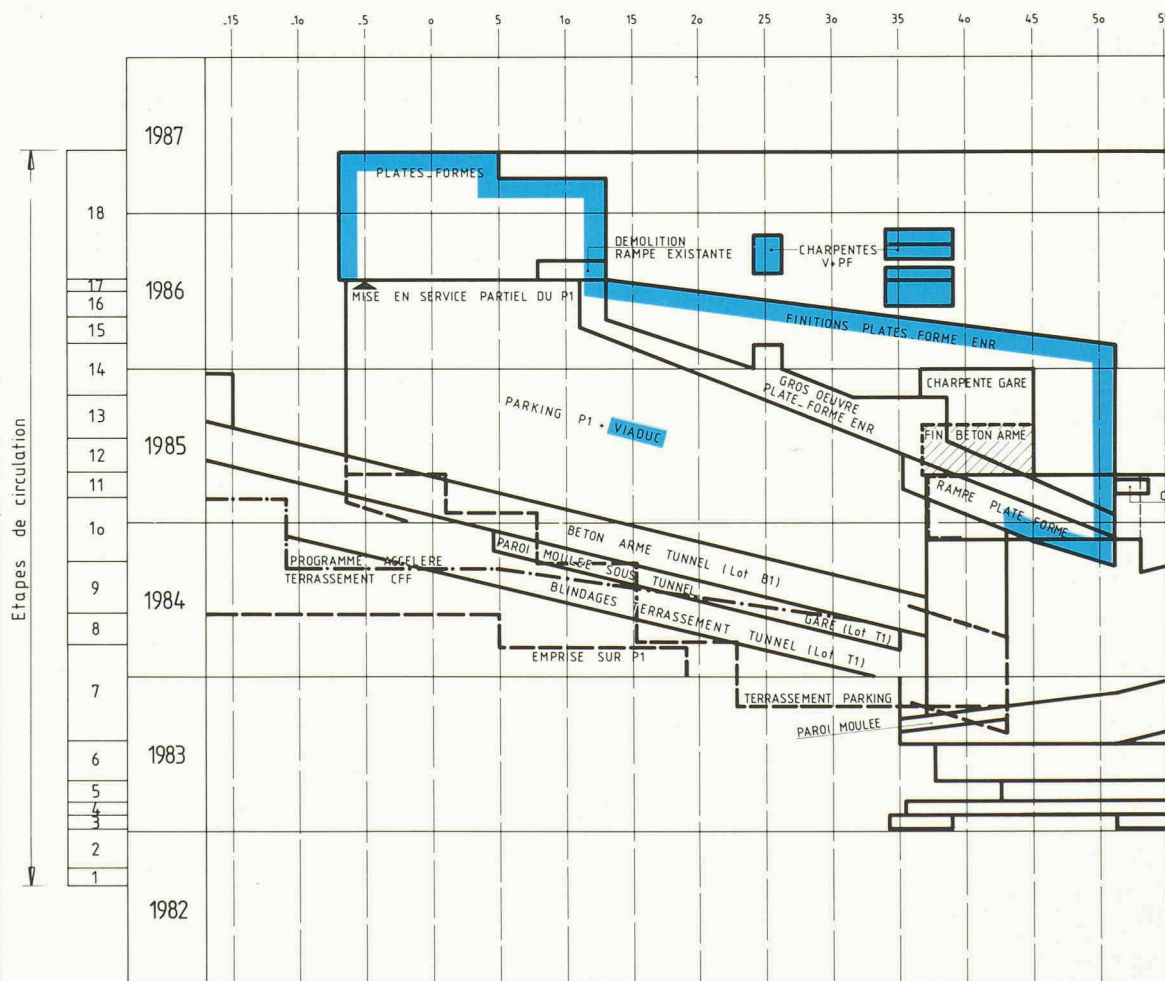 -15 -10 -5 0 5 10 15 20 25 30 35 40 45 50
1987
PLATES-FORMES
18
DEMOLITION
RAMPE EXISTANTE
CHARPENTES
V+PF
17
1986
MISE EN SERVICE PARTIEL DU P1
16
FINITIONS PLATES-FORME ENR
15
14
GROS OEUVRE
PLATE-FORME ENR
CHARPENTE GARE
13
PARKING P1 + VIADUC
FIN BETON ARME
1985
12
11
RAMPE PLATE-FORME
Etapes de circulation
10
BETON ARME TUNNEL (Lot B1)
PAROI MOULEE SOUS TUNNEL
GARE (Lot T1)
PROGRAMME ACCELERE
TERRASSEMENT CFF
9
BLINDAGES TERRASSEMENT TUNNEL (Lot T1)
1984
8
EMPRISE SUR P1
7
TERRASSEMENT PARKING
PAROI MOULEE
1983
6
5
4
3
2
1
1982